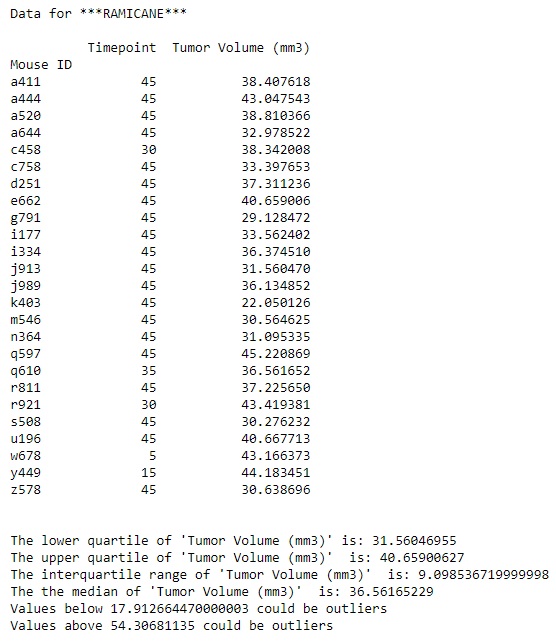 Data for ***RAMICANE***
Timepoint Tumor Volume (mm3)
Mouse ID
a411 45 38.407618
a444 45 43.047543
a520 45 38.810366
a644 45 32.978522
c458 30 38.342008
c758 45 33.397653
d251 45 37.311236
e662 45 40.659006
g791 45 29.128472
i177 45 33.562402
i334 45 36.374510
j913 45 31.560470
j989 45 36.134852
k403 45 22.050126
m546 45 30.564625
n364 45 31.095335
q597 45 45.220869
q610 35 36.561652
r811 45 37.225650
r921 30 43.419381
s508 45 30.276232
u196 45 40.667713
w678 5 43.166373
y449 15 44.183451
z578 45 30.638696
The lower quartile of 'Tumor Volume (mm3)' is: 31.56046955
The upper quartile of 'Tumor Volume (mm3)' is: 40.65900627
The interquartile range of 'Tumor Volume (mm3)' is: 9.098536719999998
The the median of 'Tumor Volume (mm3)' is: 36.56165229
Values below 17.912664470000003 could be outliers
Values above 54.30681135 could be outliers